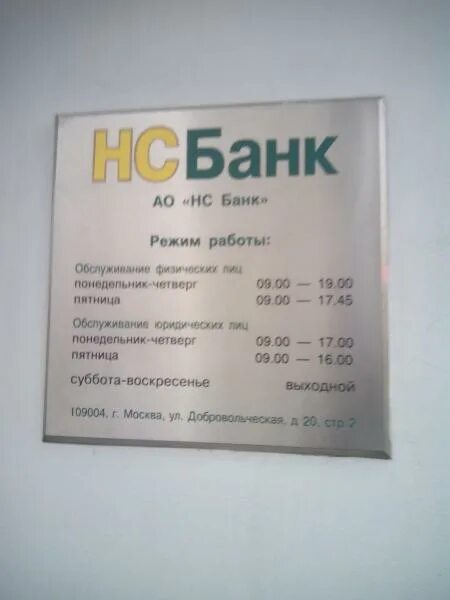 НСБанк
АО «НС Банк»
Режим работы:
Обслуживание физических лиц
понедельник-четверг 09.00 — 19.00
пятница 09.00 — 17.45
Обслуживание юридических лиц
понедельник-четверг 09.00 — 17.00
пятница 09.00 — 16.00
суббота-воскресенье выходной
109004, г. Москва, ул. Добровольческая, д 20, стр.2